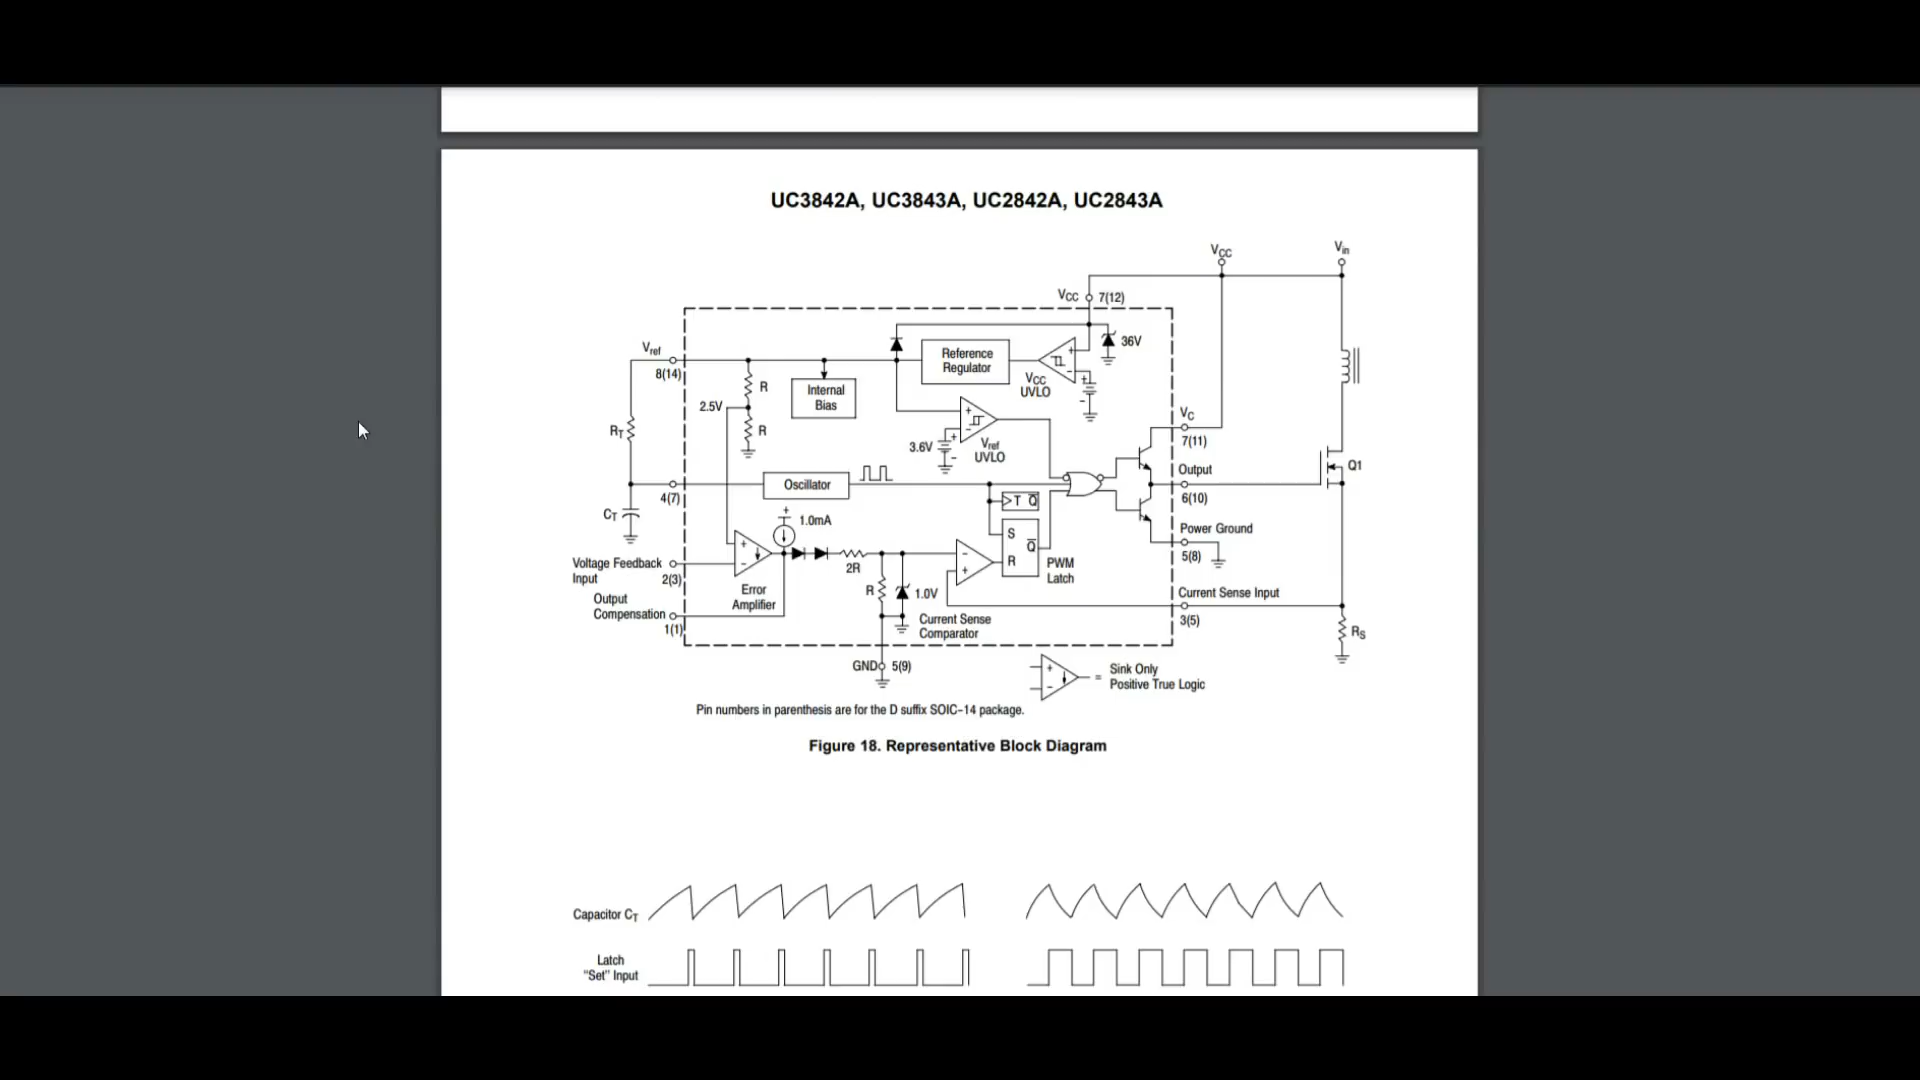 UC3842A, UC3843A, UC2842A, UC2843A
VCC
Vin
VCC 7(12)
36V
Vref
8(14)
R
Internal
Bias
Reference
Regulator
VCC
UVLO
2.5V
R
RT
3.6V
Vref
UVLO
VC
7(11)
Q1
Output
6(10)
4(7)
Oscillator
T Q
CT
1.0mA
S
Q
R
PWM
Latch
Power Ground
5(8)
Voltage Feedback
Input 2(3)
Error
Amplifier
2R
R
1.0V
Output
Compensation
1(1)
Current Sense
Comparator
Current Sense Input
3(5)
RS
GND 5(9)
= Sink Only
Positive True Logic
Pin numbers in parenthesis are for the D suffix SOIC-14 package.
Figure 18. Representative Block Diagram
Capacitor CT
Latch
"Set" Input